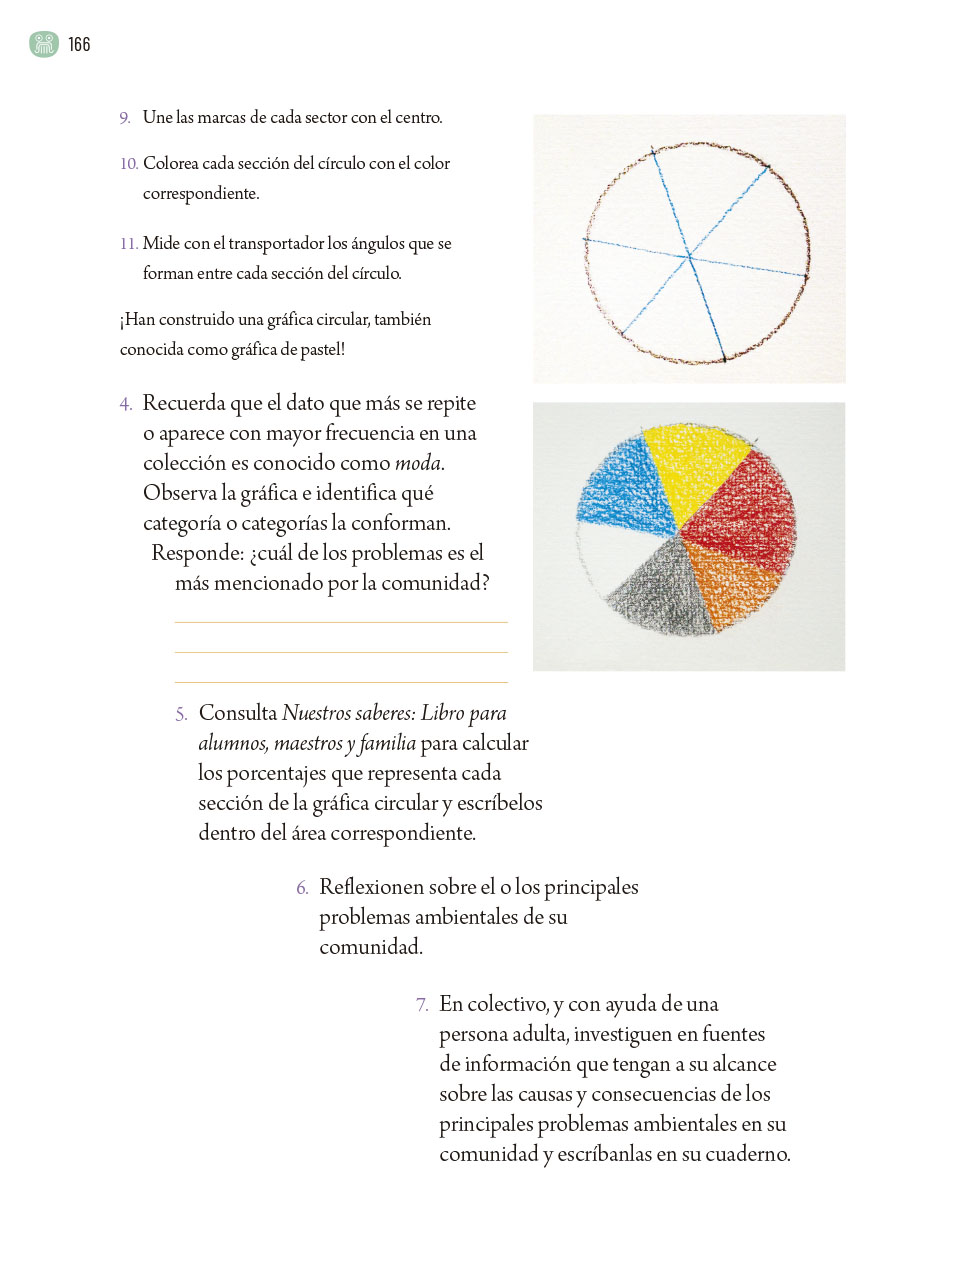 166
9. Une las marcas de cada sector con el centro.
10. Colorea cada sección del círculo con el color
correspondiente.
11. Mide con el transportador los ángulos que se
forman entre cada sección del círculo.
¡Han construido una gráfica circular, también
conocida como gráfica de pastel!
4. Recuerda que el dato que más se repite
o aparece con mayor frecuencia en una
colección es conocido como moda.
Observa la gráfica e identifica qué
categoría o categorías la conforman.
Responde: ¿cuál de los problemas es el
más mencionado por la comunidad?
5. Consulta Nuestros saberes: Libro para
alumnos, maestros y familia para calcular
los porcentajes que representa cada
sección de la gráfica circular y escríbelos
dentro del área correspondiente.
6. Reflexionen sobre el o los principales
problemas ambientales de su
comunidad.
7. En colectivo, y con ayuda de una
persona adulta, investiguen en fuentes
de información que tengan a su alcance
sobre las causas y consecuencias de los
principales problemas ambientales en su
comunidad y escríbanlas en su cuaderno.